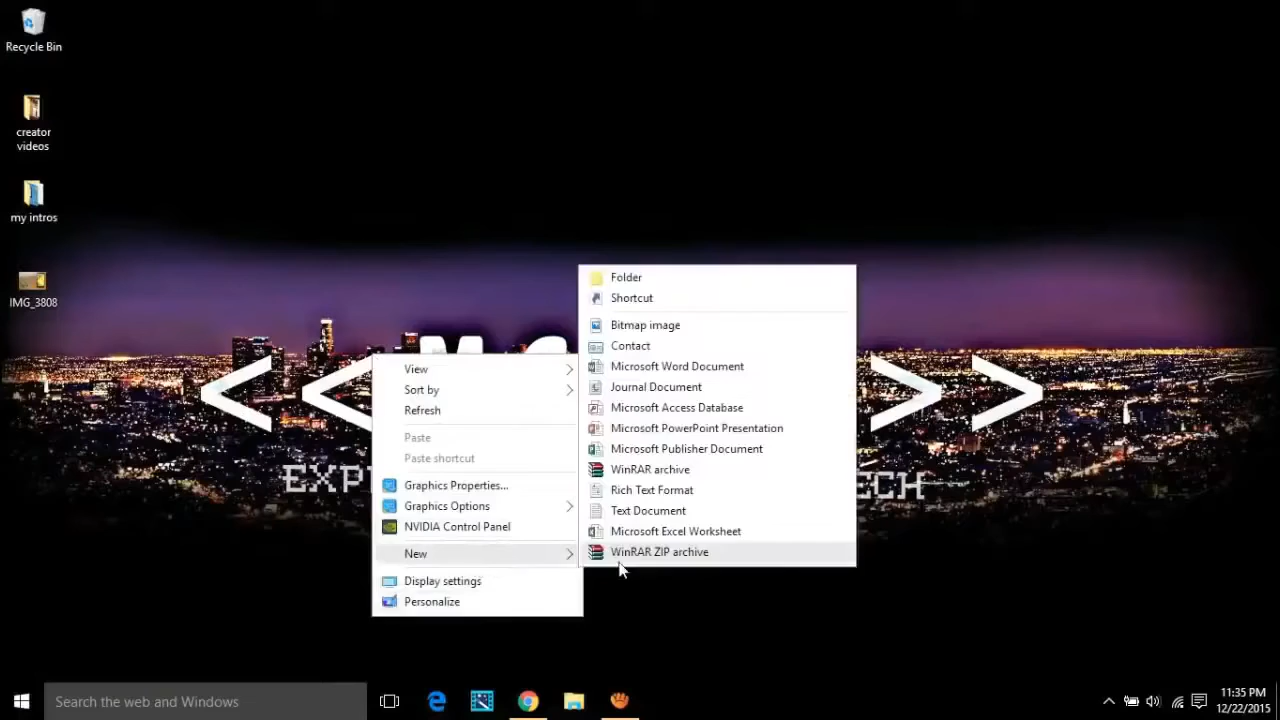 Recycle Bin
creator
videos
my intros
IMG_3808
<<
>>
EXP
ECH
View
Sort by
Refresh
Paste
Paste shortcut
Graphics Properties...
Graphics Options
NVIDIA Control Panel
New
Display settings
Personalize
Folder
Shortcut
Bitmap image
Contact
Microsoft Word Document
Journal Document
Microsoft Access Database
Microsoft PowerPoint Presentation
Microsoft Publisher Document
WinRAR archive
Rich Text Format
Text Document
Microsoft Excel Worksheet
WinRAR ZIP archive
Search the web and Windows
11:35 PM
12/22/2015